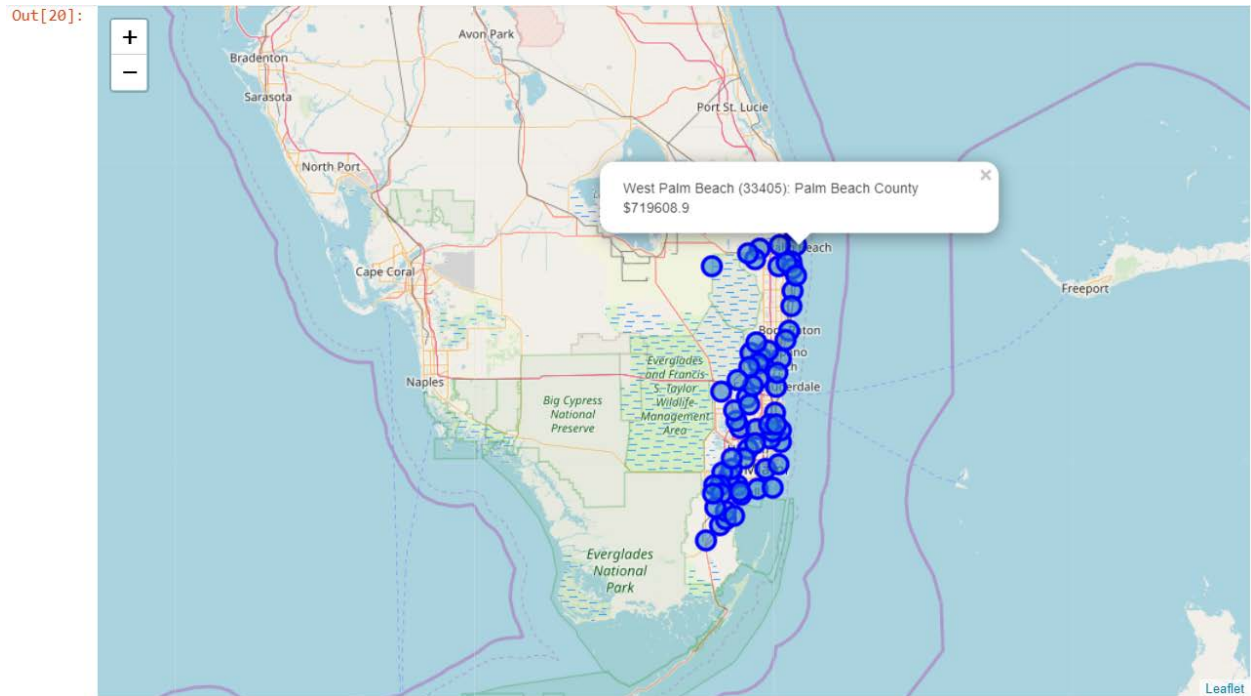 Out[20]:
+
−
Avon Park
Bradenton
Sarasota
Port St. Lucie
North Port
West Palm Beach (33405): Palm Beach County
$719608.9
×
Cape Coral
Freeport
Everglades
and Francis
S. Taylor
Wildlife
Management
Area
Naples
Big Cypress
National
Preserve
Everglades
National
Park
Leaflet